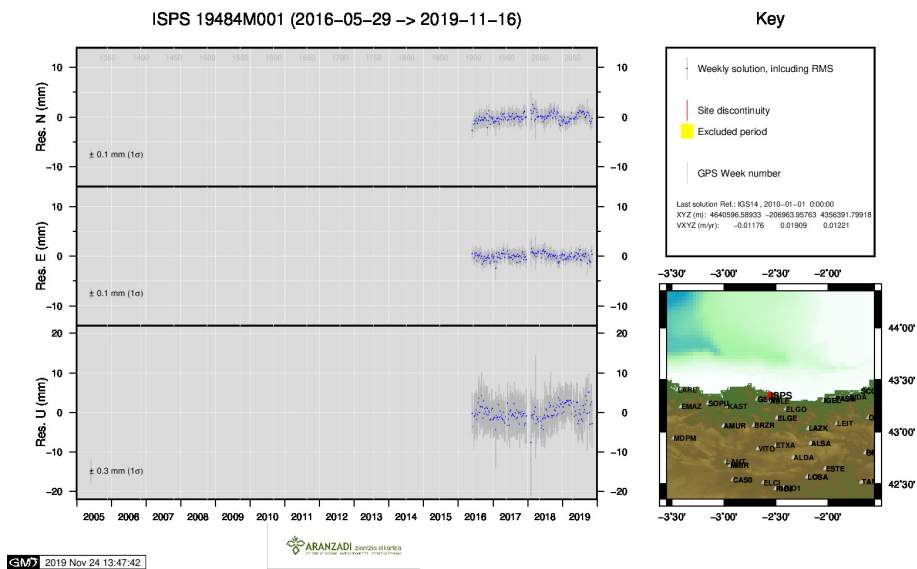 ISPS 19484M001 (2016-05-29 -> 2019-11-16)
Key
1350 1400 1450 1500 1550 1600 1650 1700 1750 1800 1850 1900 1950 2000 2050
Res. N (mm)
10 0 -10
10 0 -10
± 0.1 mm (1σ)
Res. E (mm)
10 0 -10
10 0 -10
± 0.1 mm (1σ)
Res. U (mm)
20 10 0 -10 -20
20 10 0 -10 -20
± 0.3 mm (1σ)
2005 2006 2007 2008 2009 2010 2011 2012 2013 2014 2015 2016 2017 2018 2019
Weekly solution, inlcuding RMS
Site discontinuity
Excluded period
GPS Week number
Last solution Ref.: IGS14 , 2010-01-01 0:00:00
XYZ (m): 4640596.58933 -206963.95763 4356391.79918
VXYZ (m/yr): -0.01176 0.01909 0.01221
-3°30' -3°00' -2°30' -2°00'
44°00'
43°30'
43°00'
42°30'
LARE
ISPS
EMAZ
SOPU
KAST
ELGO
ELGE
AMUR
BRZR
LAZK
LEIT
MDPM
VITO
ETXA
ALSA
ALDA
LANT
MIBR
ESTE
CAS0
ELCI
LOSA
-3°30' -3°00' -2°30' -2°00'
ARANZADI zientzia elkartea
GMT 2019 Nov 24 13:47:42